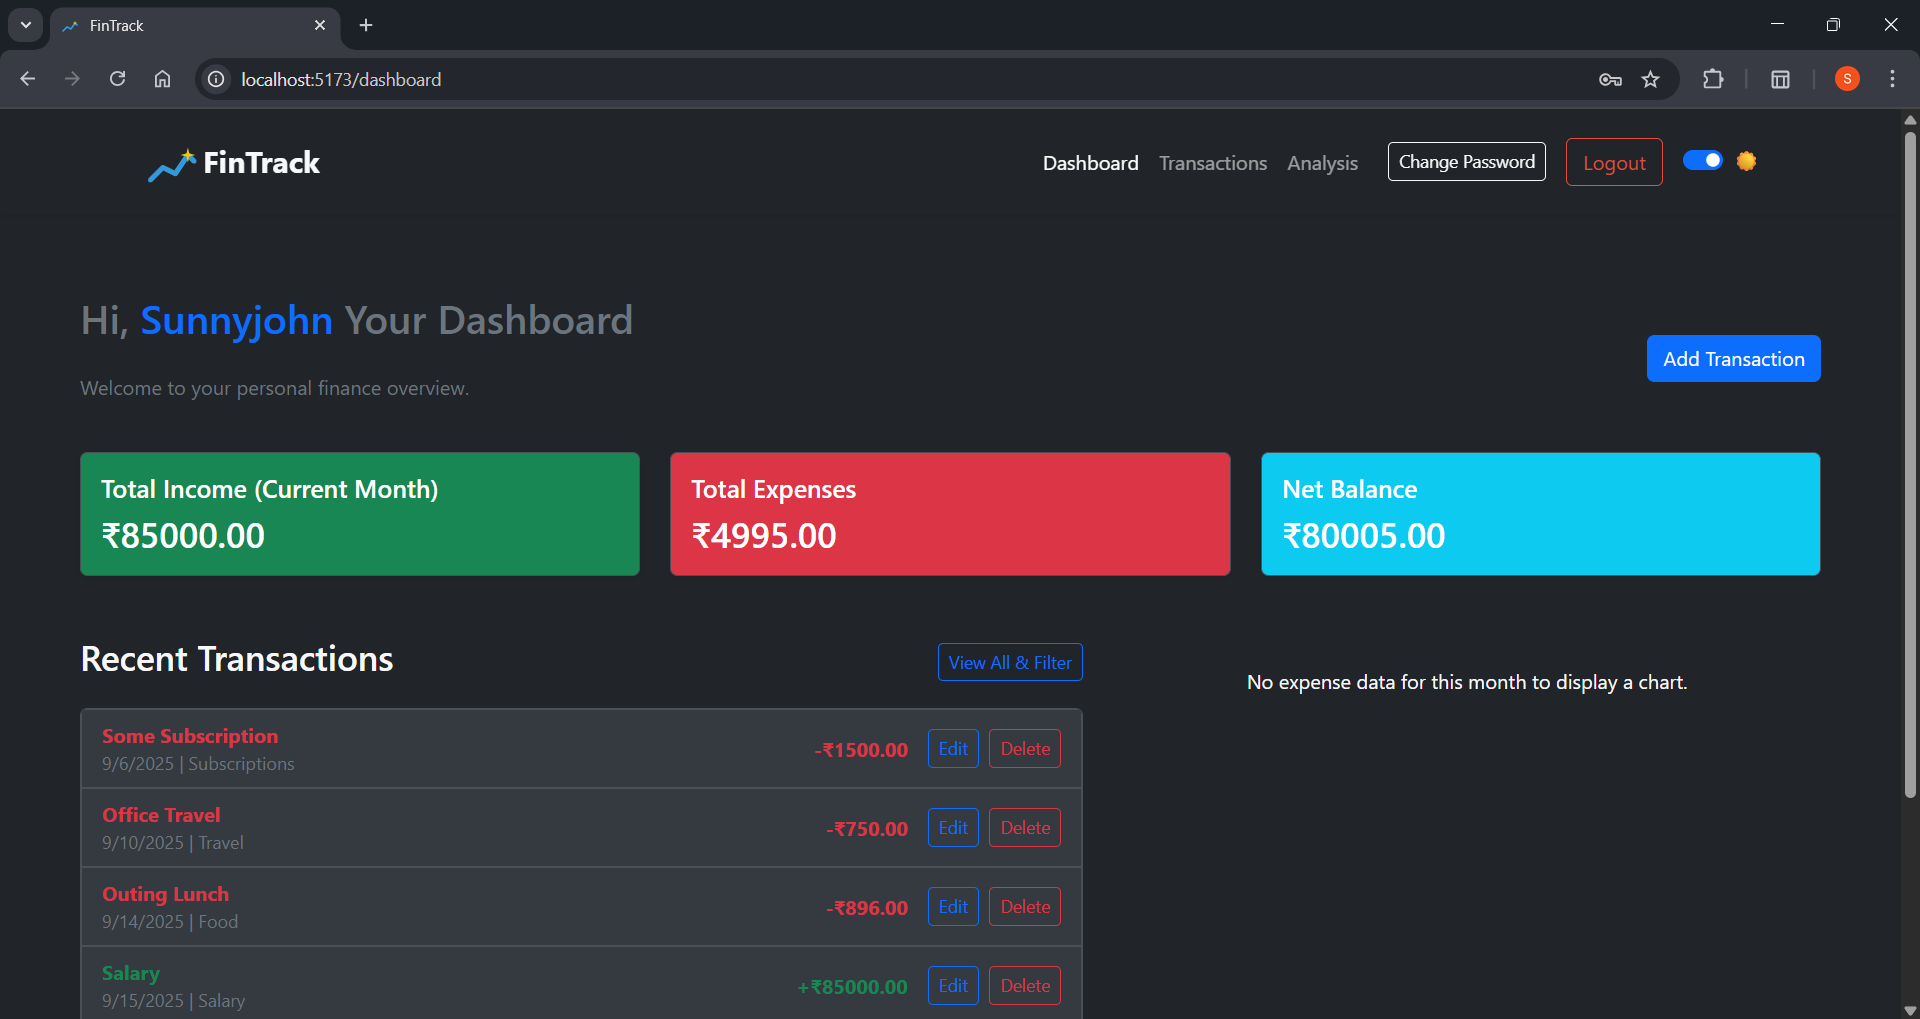 FinTrack
localhost:5173/dashboard
S
FinTrack
Dashboard Transactions Analysis Change Password Logout
Hi, Sunnyjohn Your Dashboard
Welcome to your personal finance overview.
Add Transaction
Total Income (Current Month)
₹85000.00
Total Expenses
₹4995.00
Net Balance
₹80005.00
Recent Transactions
View All & Filter
Some Subscription
9/6/2025 | Subscriptions
-₹1500.00 Edit Delete
Office Travel
9/10/2025 | Travel
-₹750.00 Edit Delete
Outing Lunch
9/14/2025 | Food
-₹896.00 Edit Delete
Salary
9/15/2025 | Salary
+₹85000.00 Edit Delete
No expense data for this month to display a chart.